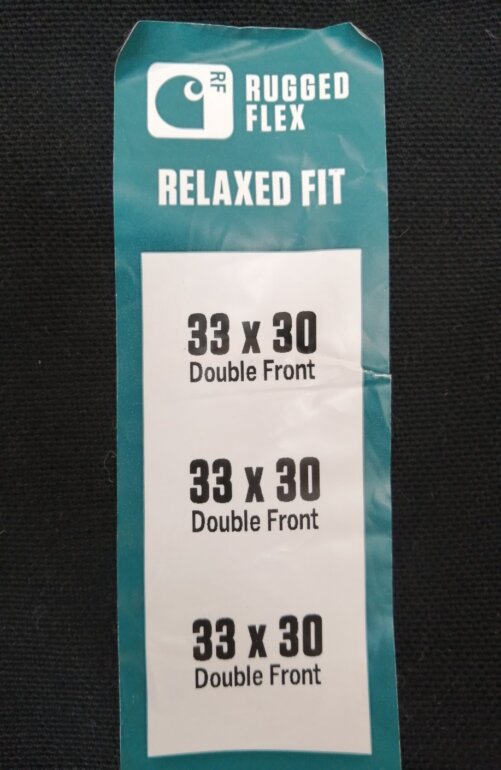 RF
RUGGED
FLEX
RELAXED FIT
33 x 30
Double Front
33 x 30
Double Front
33 x 30
Double Front